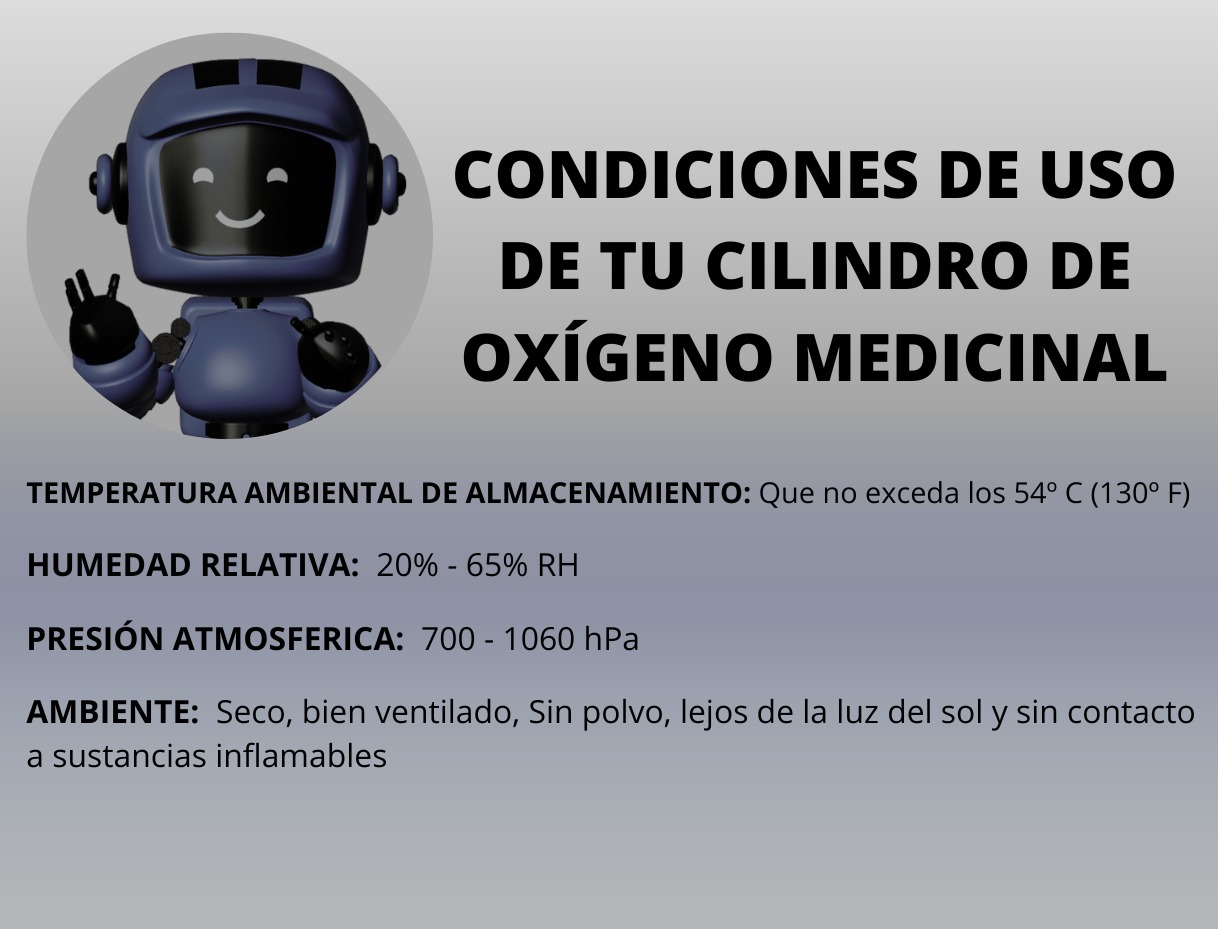 CONDICIONES DE USO
DE TU CILINDRO DE
OXÍGENO MEDICINAL
TEMPERATURA AMBIENTAL DE ALMACENAMIENTO: Que no exceda los 54º C (130º F)
HUMEDAD RELATIVA: 20% - 65% RH
PRESIÓN ATMOSFERICA: 700 - 1060 hPa
AMBIENTE: Seco, bien ventilado, Sin polvo, lejos de la luz del sol y sin contacto
a sustancias inflamables